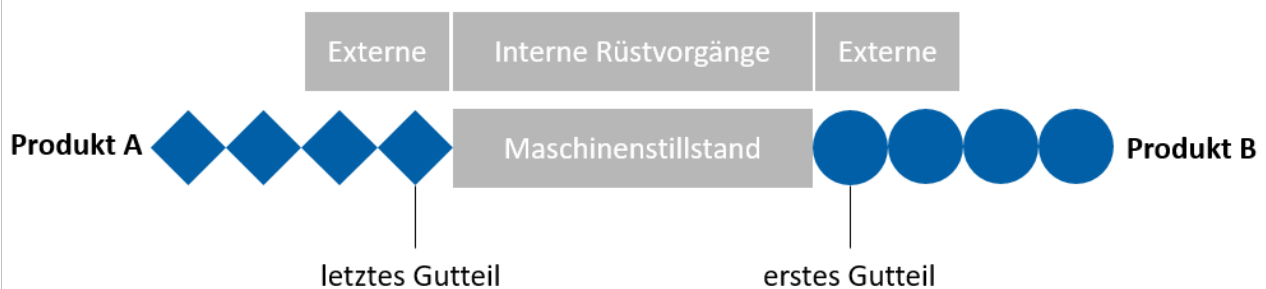 Externe Interne Rüstvorgänge Externe
Produkt A Maschinenstillstand Produkt B
letztes Gutteil erstes Gutteil